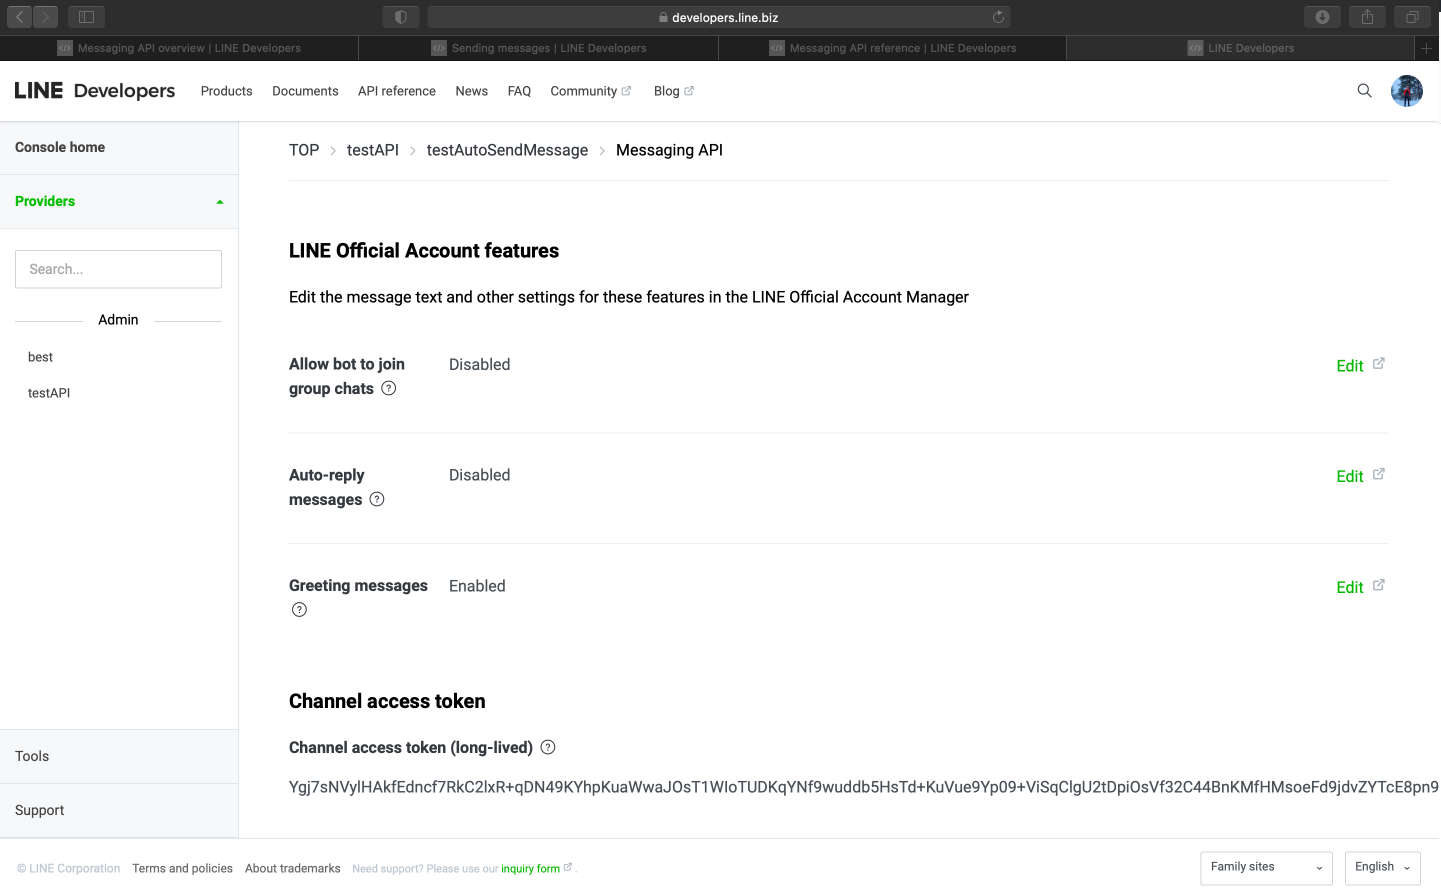 developers.line.biz
Messaging API overview | LINE Developers
Sending messages | LINE Developers
Messaging API reference | LINE Developers
LINE Developers
LINE Developers
Products
Documents
API reference
News
FAQ
Community
Blog
Console home
Providers
Search...
Admin
best
testAPI
Tools
Support
TOP > testAPI > testAutoSendMessage > Messaging API
LINE Official Account features
Edit the message text and other settings for these features in the LINE Official Account Manager
Allow bot to join
group chats ?
Disabled
Edit
Auto-reply
messages ?
Disabled
Edit
Greeting messages
?
Enabled
Edit
Channel access token
Channel access token (long-lived) ?
Ygj7sNVylHAkfEdncf7RkC2lxR+qDN49KYhpKuaWwaJOsT1WIoTUDKqYNf9wuddb5HsTd+KuVue9Yp09+ViSqClgU2tDpiOsVf32C44BnKMfHMsoeFd9jdvZYTcE8pn9
© LINE Corporation
Terms and policies
About trademarks
Need support? Please use our inquiry form .
Family sites
English